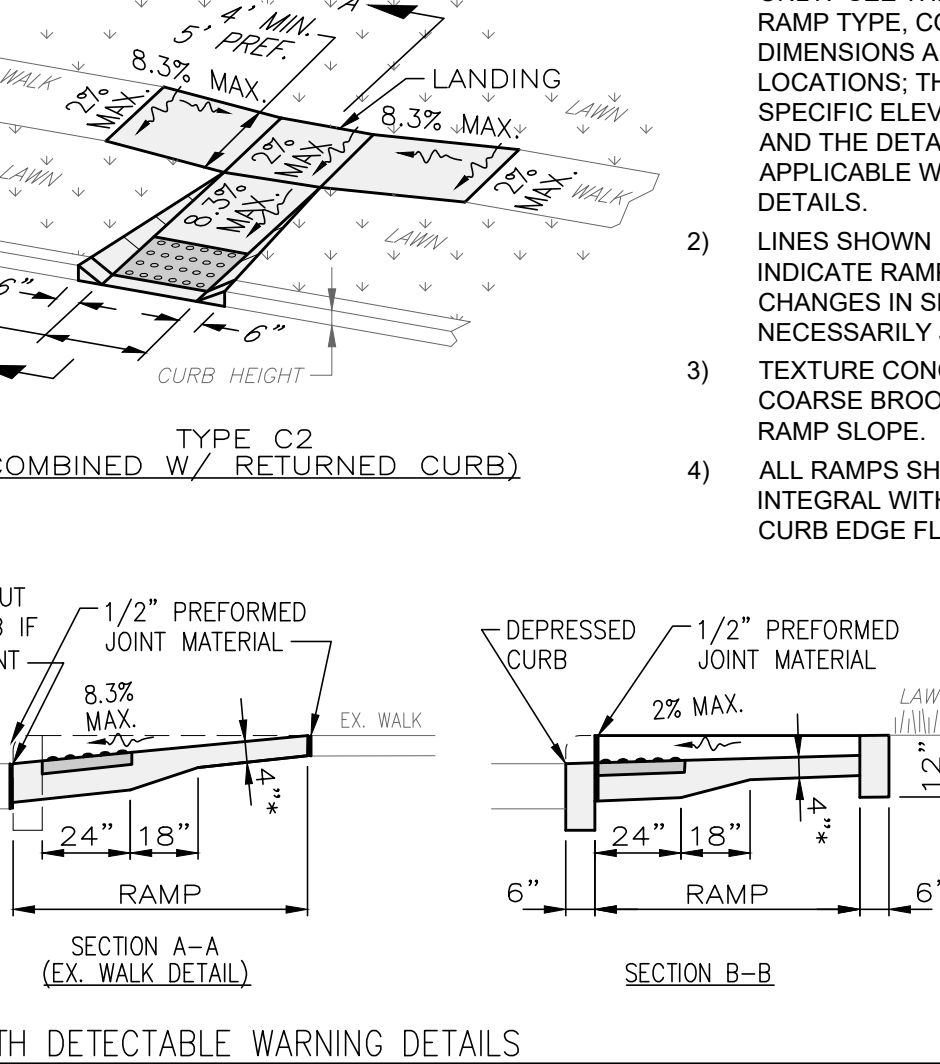 A
4' MIN.
5' PREF.
8.3% MAX.
LANDING
8.3% MAX.
WALK
2% MAX.
LAWN
2% MAX.
2% MAX.
WALK
LAWN
8.3% MAX.
LAWN
6"
6"
CURB HEIGHT
TYPE C2
COMBINED W/ RETURNED CURB)
RAMP TYPE, CO
DIMENSIONS A
LOCATIONS; TH
SPECIFIC ELEV
AND THE DETA
APPLICABLE W
DETAILS.
2) LINES SHOWN
INDICATE RAMP
CHANGES IN S
NECESSARILY
3) TEXTURE CONC
COARSE BROO
RAMP SLOPE.
4) ALL RAMPS SH
INTEGRAL WITH
CURB EDGE FL
UT
IF
NT
1/2" PREFORMED
JOINT MATERIAL
8.3%
MAX.
EX. WALK
4"*
24"
18"
RAMP
SECTION A-A
(EX. WALK DETAIL)
DEPRESSED
CURB
1/2" PREFORMED
JOINT MATERIAL
2% MAX.
LAW
12"
4"*
24"
18"
6"
RAMP
6"
SECTION B-B
TH DETECTABLE WARNING DETAILS